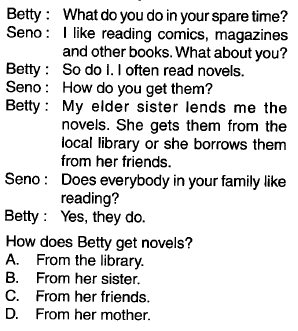 Betty : What do you do in your spare time?
Seno : I like reading comics, magazines
and other books. What about you?
Betty : So do I. I often read novels.
Seno : How do you get them?
Betty : My elder sister lends me the
novels. She gets them from the
local library or she borrows them
from her friends.
Seno : Does everybody in your family like
reading?
Betty : Yes, they do.
How does Betty get novels?
A. From the library.
B. From her sister.
C. From her friends.
D. From her mother.